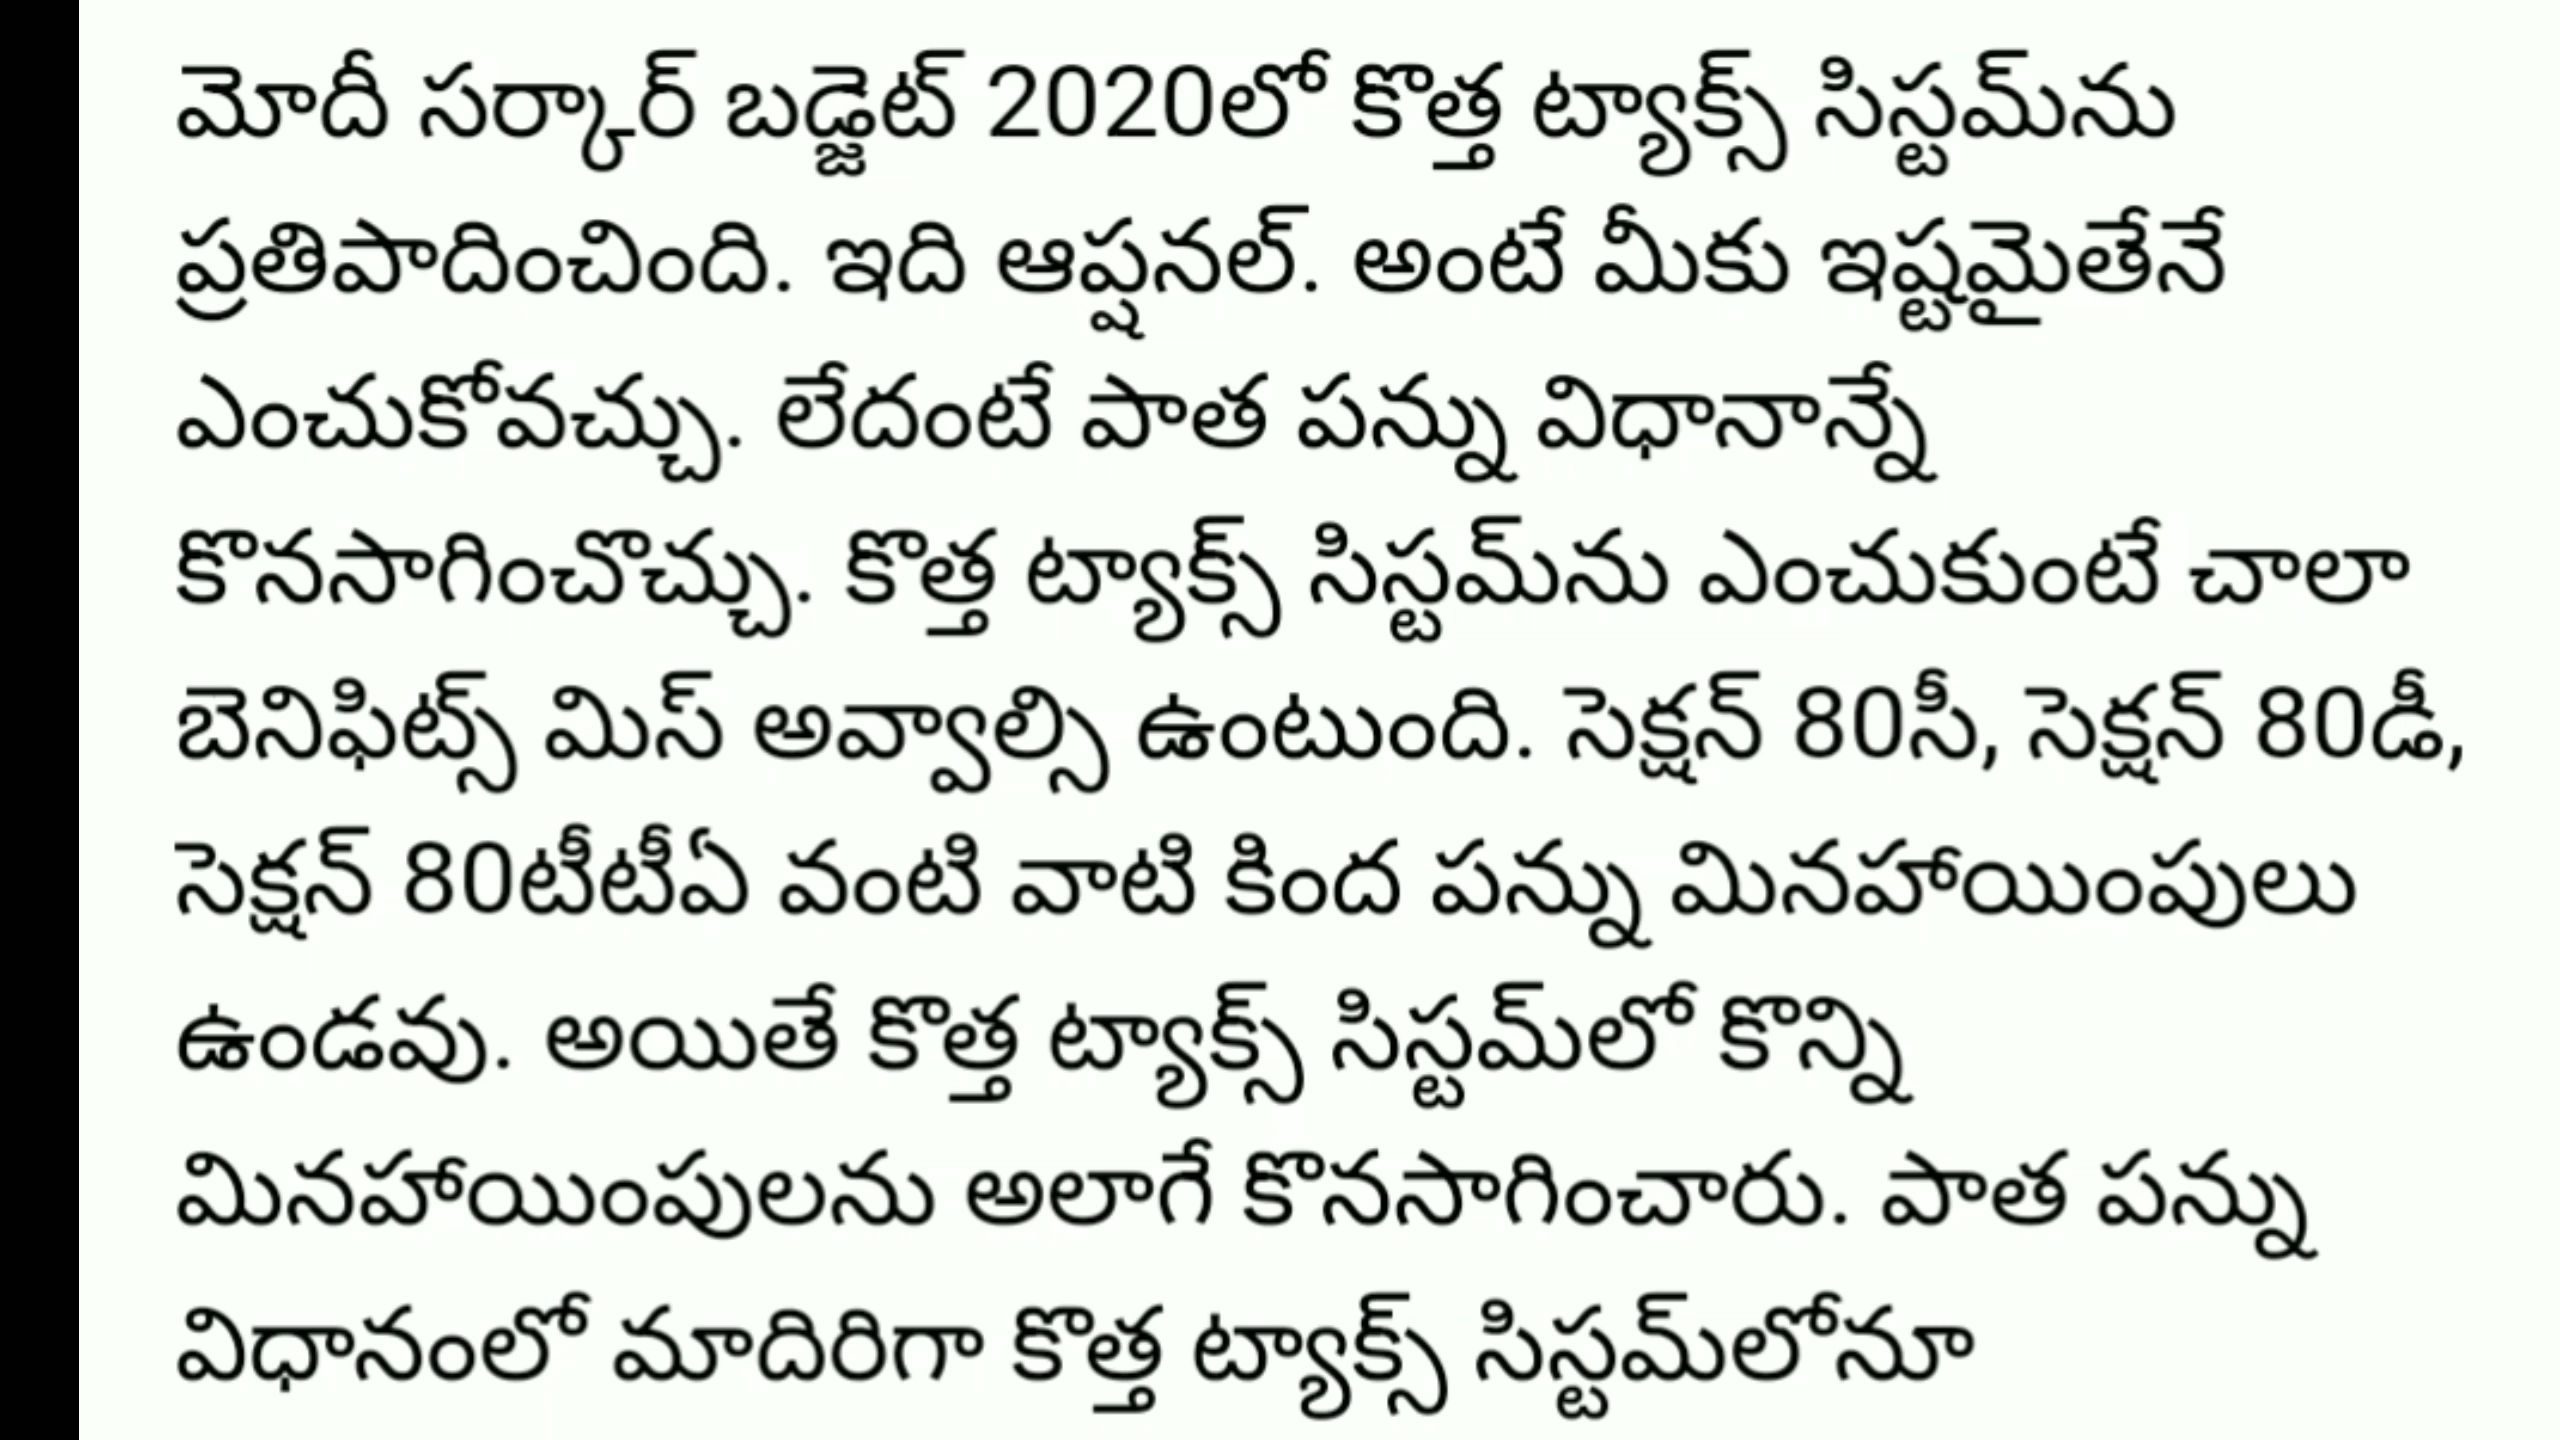 మోదీ సర్కార్ బడ్జెట్ 2020లో కొత్త ట్యాక్స్ సిస్టమ్‌ను
ప్రతిపాదించింది. ఇది ఆప్షనల్. అంటే మీకు ఇష్టమైతేనే
ఎంచుకోవచ్చు. లేదంటే పాత పన్ను విధానాన్నే
కొనసాగించొచ్చు. కొత్త ట్యాక్స్ సిస్టమ్‌ను ఎంచుకుంటే చాలా
బెనిఫిట్స్ మిస్ అవ్వాల్సి ఉంటుంది. సెక్షన్ 80సీ, సెక్షన్ 80డీ,
సెక్షన్ 80టీటీఏ వంటి వాటి కింద పన్ను మినహాయింపులు
ఉండవు. అయితే కొత్త ట్యాక్స్ సిస్టమ్‌లో కొన్ని
మినహాయింపులను అలాగే కొనసాగించారు. పాత పన్ను
విధానంలో మాదిరిగా కొత్త ట్యాక్స్ సిస్టమ్‌లోనూ